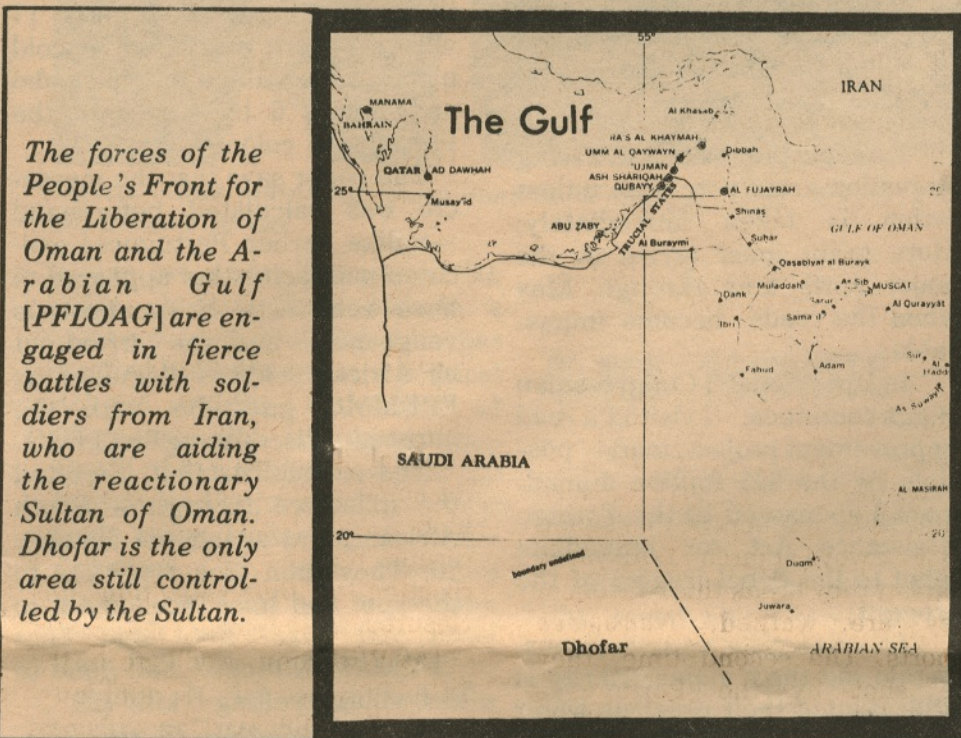 The forces of the
People's Front for
the Liberation of
Oman and the A-
rabian Gulf
[PFLOAG] are en-
gaged in fierce
battles with sol-
diers from Iran,
who are aiding
the reactionary
Sultan of Oman.
Dhofar is the only
area still control-
led by the Sultan.
55°
IRAN
The Gulf
MANAMA
BAHRAIN
Al Khasab
RA'S AL KHAYMAH
UMM AL QAYWAYN
'UJMAN
ASH SHARIQAH
DUBAYY
Dibbah
QATAR
AD DAWHAH
25°
Musay'id
AL FUJAYRAH
Shinas
ABU ZABY
TRUCIAL STATES
Al Buraymi
Suhar
GULF OF OMAN
Qasabiyat al Burayk
Muladdah
As Sib
MUSCAT
Dank
Al Qurayyat
'Ibri
Fahud
Adam
Sur
Al Hadd
SAUDI ARABIA
AL MASIRAH
20°
20
boundary undefined
Duqm
Juwara
Dhofar
ARABIAN SEA